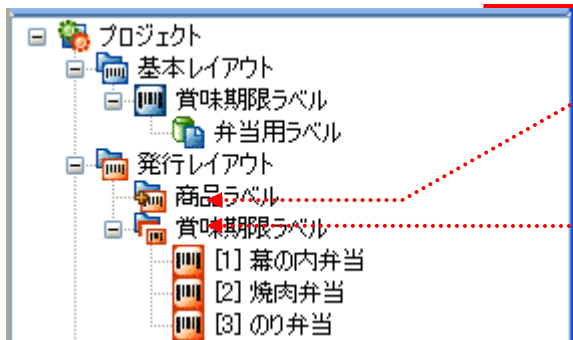 プロジェクト
基本レイアウト
賞味期限ラベル
弁当用ラベル
発行レイアウト
商品ラベル
賞味期限ラベル
[1] 幕の内弁当
[2] 焼肉弁当
[3] のり弁当